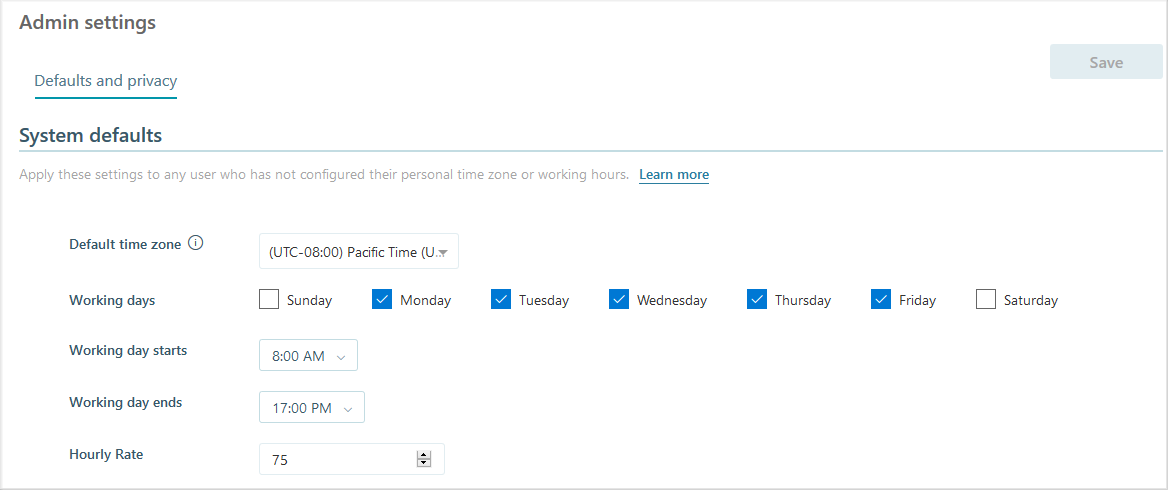 Admin settings
Save
Defaults and privacy
System defaults
Apply these settings to any user who has not configured their personal time zone or working hours. Learn more
Default time zone
(UTC-08:00) Pacific Time (U...
Working days Sunday Monday Tuesday Wednesday Thursday Friday Saturday
Working day starts 8:00 AM
Working day ends 17:00 PM
Hourly Rate 75